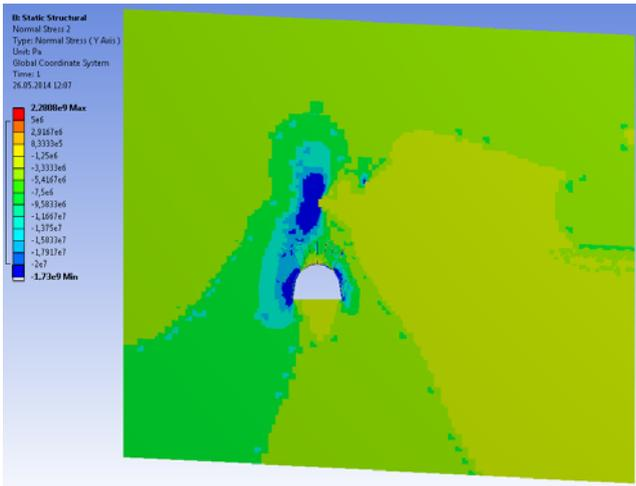 B: Static Structural
Normal Stress 2
Type: Normal Stress ( Y Axis )
Unit: Pa
Global Coordinate System
Time: 1
26.05.2014 12:07
2,2808e9 Max
5e6
2,9167e6
8,3333e5
-1,25e6
-3,3333e6
-5,4167e6
-7,5e6
-9,5833e6
-1,1667e7
-1,375e7
-1,5833e7
-1,7917e7
-2e7
-1,73e9 Min